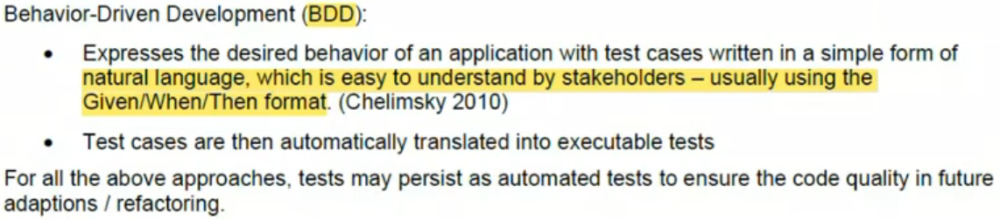 Behavior-Driven Development (BDD):
• Expresses the desired behavior of an application with test cases written in a simple form of
natural language, which is easy to understand by stakeholders – usually using the
Given/When/Then format. (Chelimsky 2010)
• Test cases are then automatically translated into executable tests
For all the above approaches, tests may persist as automated tests to ensure the code quality in future
adaptions / refactoring.